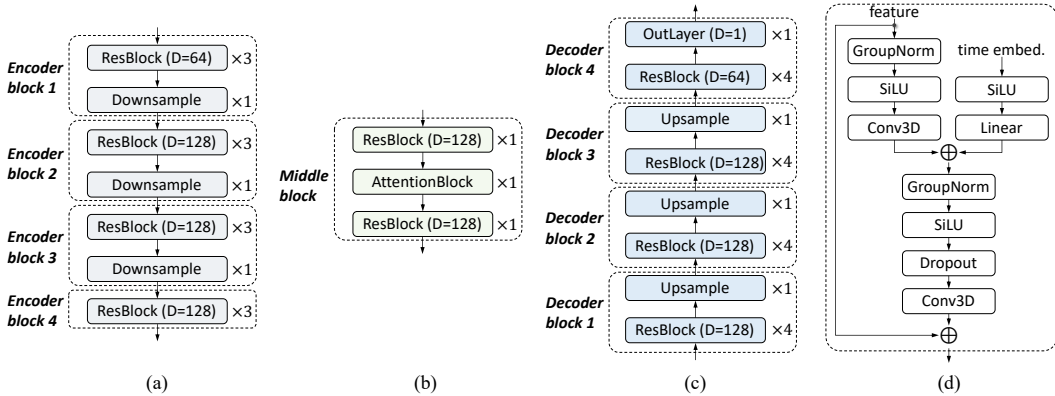 Encoder
block 1
ResBlock (D=64) ×3
Downsample ×1
Encoder
block 2
ResBlock (D=128) ×3
Downsample ×1
Encoder
block 3
ResBlock (D=128) ×3
Downsample ×1
Encoder
block 4
ResBlock (D=128) ×3
(a)
Middle
block
ResBlock (D=128) ×1
AttentionBlock ×1
ResBlock (D=128) ×1
(b)
Decoder
block 4
OutLayer (D=1) ×1
ResBlock (D=64) ×4
Decoder
block 3
Upsample ×1
ResBlock (D=128) ×4
Decoder
block 2
Upsample ×1
ResBlock (D=128) ×4
Decoder
block 1
Upsample ×1
ResBlock (D=128) ×4
(c)
feature
GroupNorm
time embed.
SiLU
SiLU
Conv3D
Linear
GroupNorm
SiLU
Dropout
Conv3D
(d)